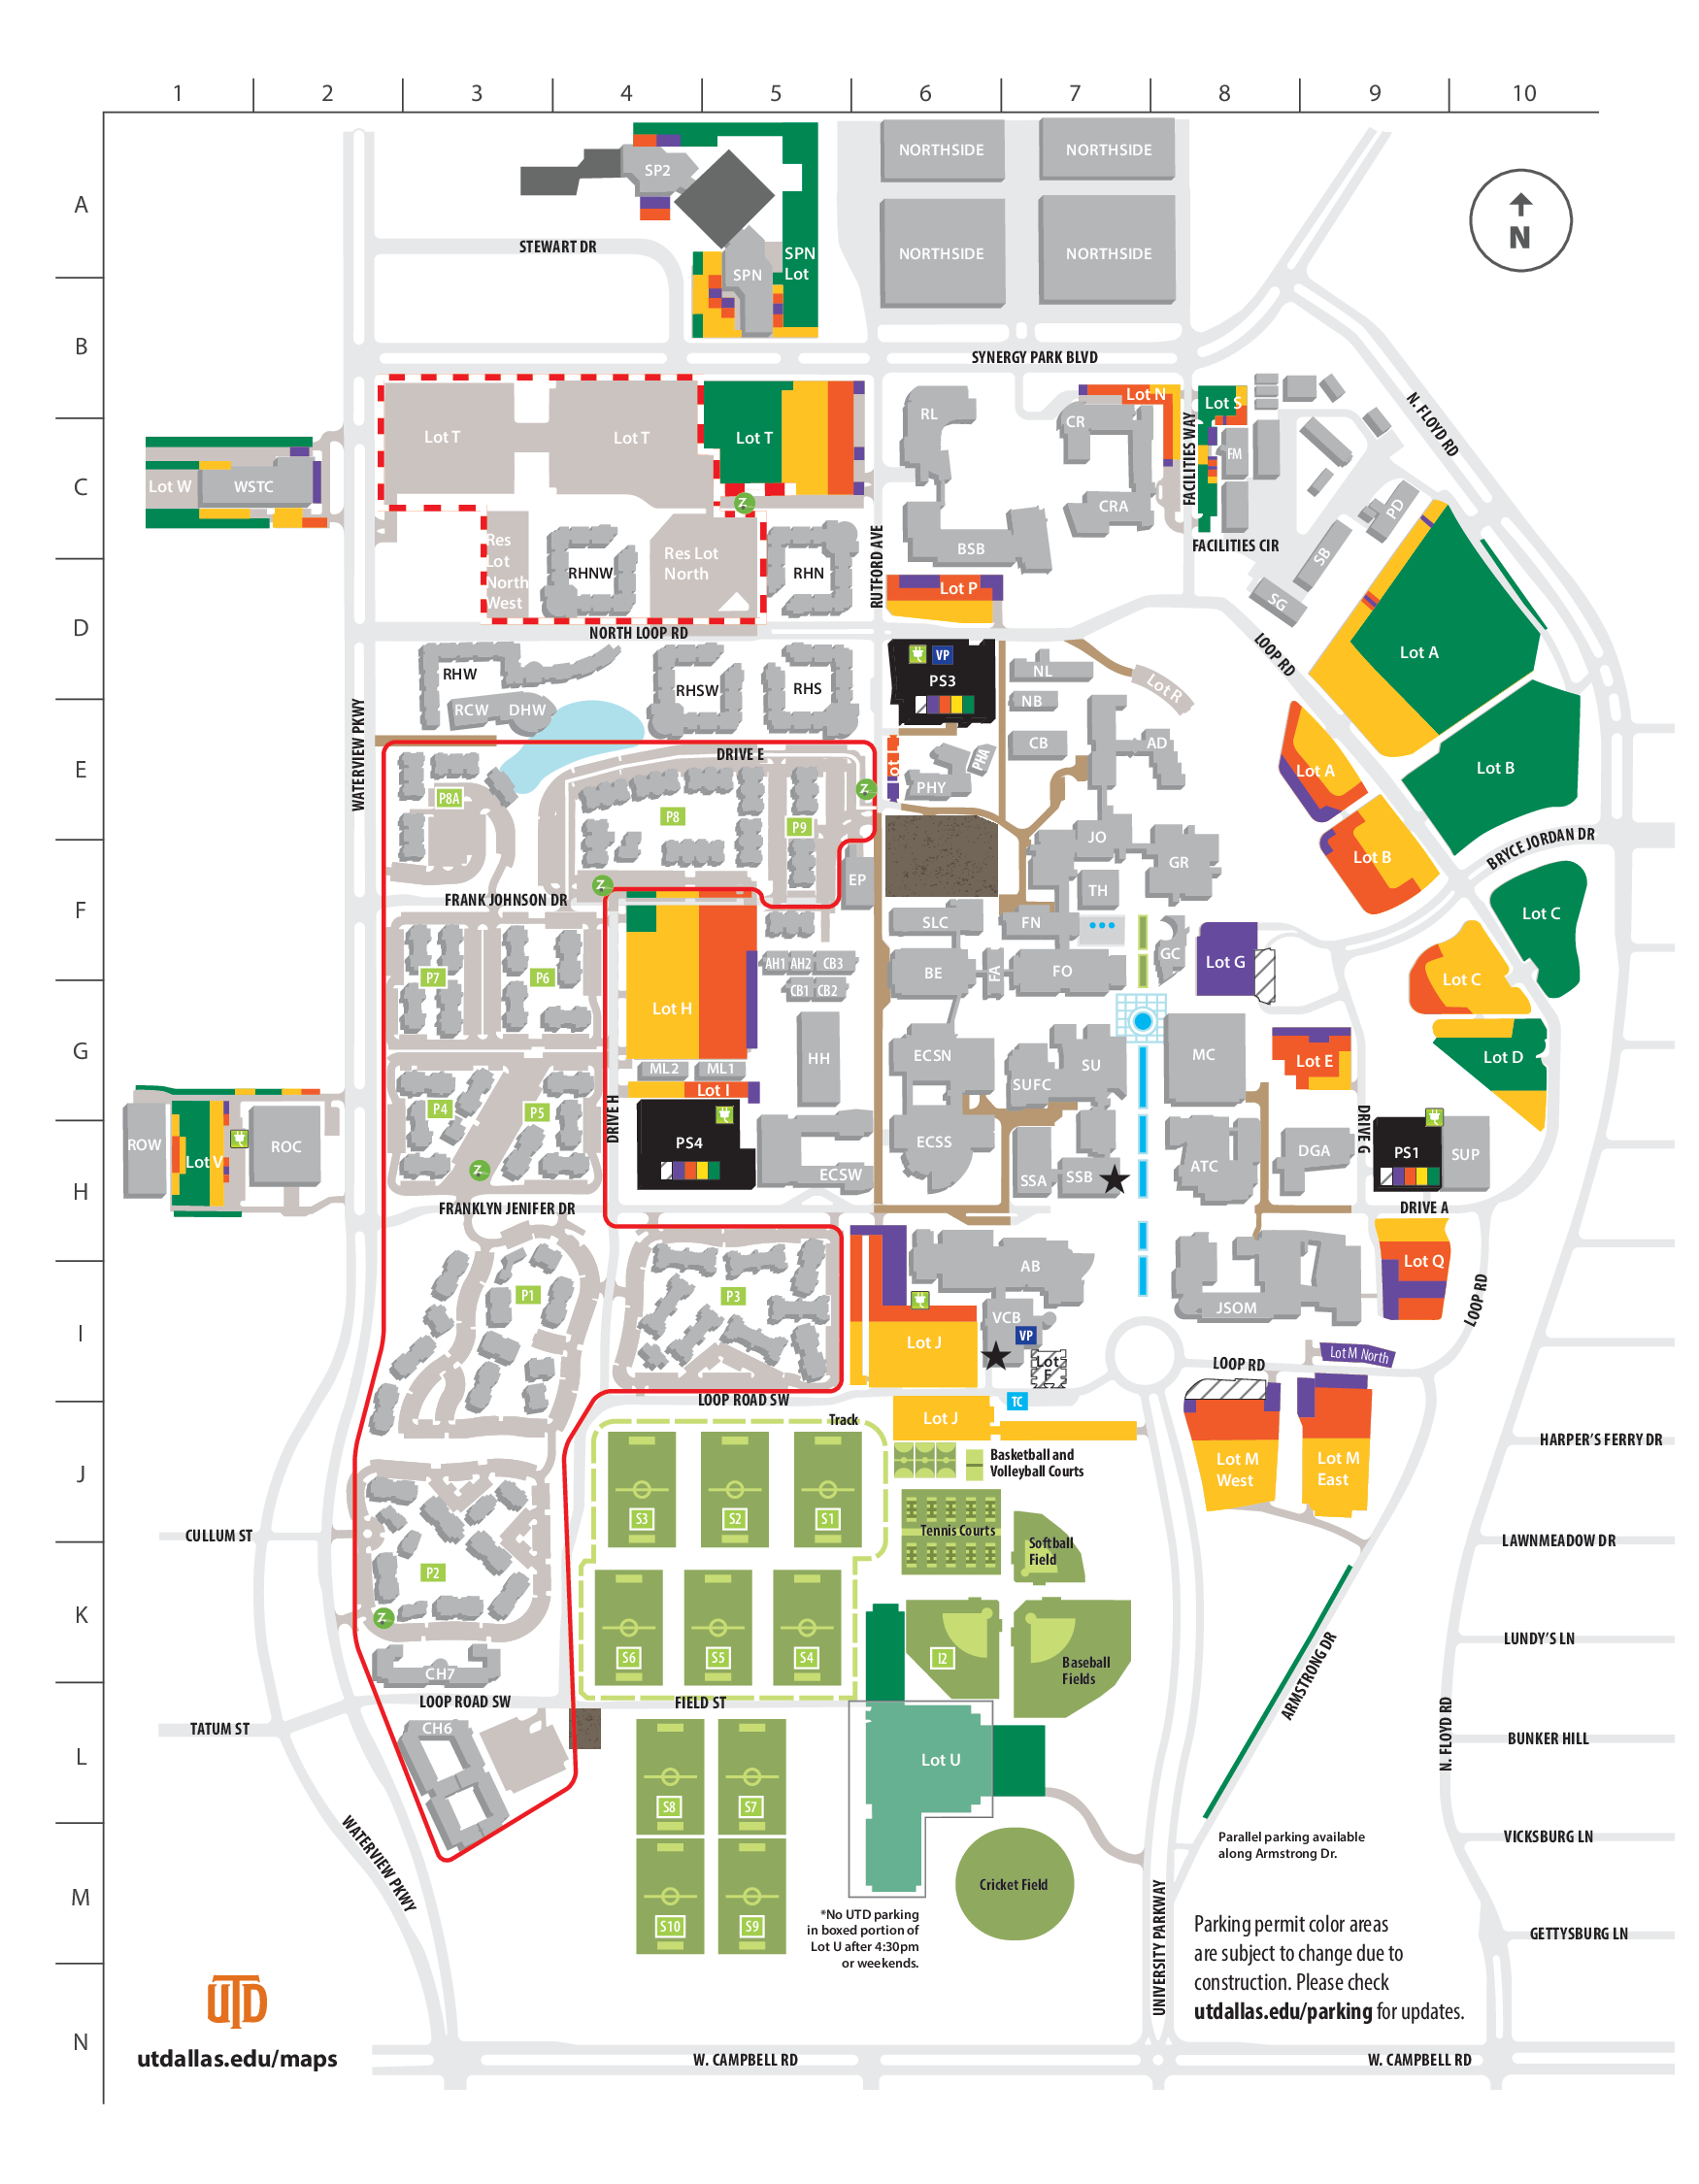 1 2 3 4 5 6 7 8 9 10
A
B
C
D
E
F
G
H
I
J
K
L
M
N
N
SP2
SPN
SPN
Lot
STEWART DR
NORTHSIDE
NORTHSIDE
NORTHSIDE
NORTHSIDE
SYNERGY PARK BLVD
N. FLOYD RD
Lot T
Lot T
Lot T
Z
Lot W
WSTC
RL
CR
Lot N
CRA
BSB
FACILITIES WAY
Lot S
FM
FACILITIES CIR
PD
SB
SG
Res
Lot
North
West
RHNW
Res Lot
North
RHN
RUTFORD AVE
Lot P
NORTH LOOP RD
LOOP RD
Lot A
RHW
RCW
DHW
RHSW
RHS
VP
PS3
NL
NB
CB
Lot R
AD
WATERVIEW PKWY
DRIVE E
Z
Lot
PHY
PHA
Lot A
Lot B
P8A
P8
P9
JO
GR
TH
Lot B
BRYCE JORDAN DR
EP
Z
FRANK JOHNSON DR
SLC
FN
GC
Lot G
Lot C
P7
P6
AH1
AH2
CB3
CB1
CB2
BE
FA
FO
Lot C
Lot H
HH
ECSN
SUFC
SU
MC
Lot E
Lot D
ML2
ML1
Lot I
P4
P5
DRIVE H
PS4
ECSW
ECSS
SSA
SSB
ATC
DGA
DRIVE G
PS1
SUP
ROW
Lot V
ROC
Z
FRANKLYN JENIFER DR
DRIVE A
P1
P3
AB
VCB
VP
Lot
F
Lot J
JSOM
Lot Q
LOOP RD
LOOP RD
Lot M North
LOOP ROAD SW
TC
Track
Lot J
Basketball and
Volleyball Courts
Lot M
West
Lot M
East
HARPER'S FERRY DR
S3
S2
S1
Tennis Courts
Softball
Field
CULLUM ST
LAWNMEADOW DR
P2
Z
S6
S5
S4
I2
Baseball
Fields
LUNDY'S LN
CH7
LOOP ROAD SW
FIELD ST
ARMSTRONG DR
N. FLOYD RD
TATUM ST
CH6
BUNKER HILL
Lot U
S8
S7
VICKSBURG LN
Parallel parking available
along Armstrong Dr.
WATERVIEW PKWY
Cricket Field
S10
S9
*No UTD parking
in boxed portion of
Lot U after 4:30pm
or weekends.
UNIVERSITY PARKWAY
Parking permit color areas
are subject to change due to
construction. Please check
utdallas.edu/parking for updates.
GETTYSBURG LN
UTD
utdallas.edu/maps
W. CAMPBELL RD
W. CAMPBELL RD